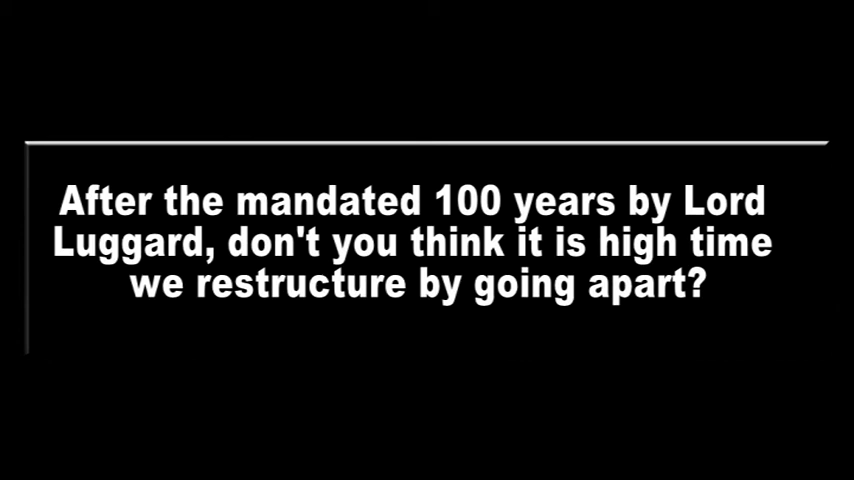 After the mandated 100 years by Lord
Luggard, don't you think it is high time
we restructure by going apart?